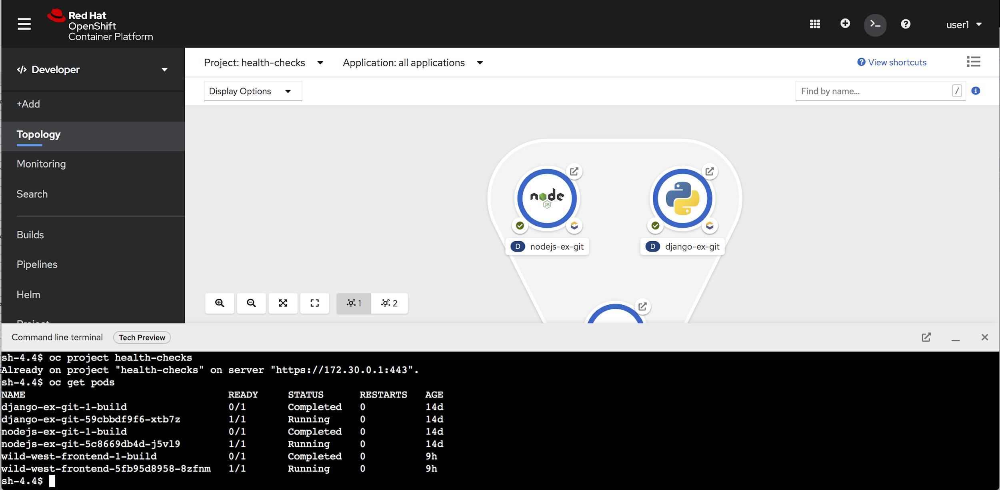 Red Hat
OpenShift
Container Platform
user1
Developer
Project: health-checks
Application: all applications
View shortcuts
Display Options
Find by name...
/
+Add
Topology
Monitoring
Search
Builds
Pipelines
Helm
Project
node
JS
D nodejs-ex-git
D django-ex-git
1
2
Command line terminal
Tech Preview
sh-4.4$ oc project health-checks
Already on project "health-checks" on server "https://172.30.0.1:443".
sh-4.4$ oc get pods
NAME READY STATUS RESTARTS AGE
django-ex-git-1-build 0/1 Completed 0 14d
django-ex-git-59cbbdf9f6-xtb7z 1/1 Running 0 14d
nodejs-ex-git-1-build 0/1 Completed 0 14d
nodejs-ex-git-5c8669db4d-j5vl9 1/1 Running 0 14d
wild-west-frontend-1-build 0/1 Completed 0 9h
wild-west-frontend-5fb95d8958-8zfnm 1/1 Running 0 9h
sh-4.4$